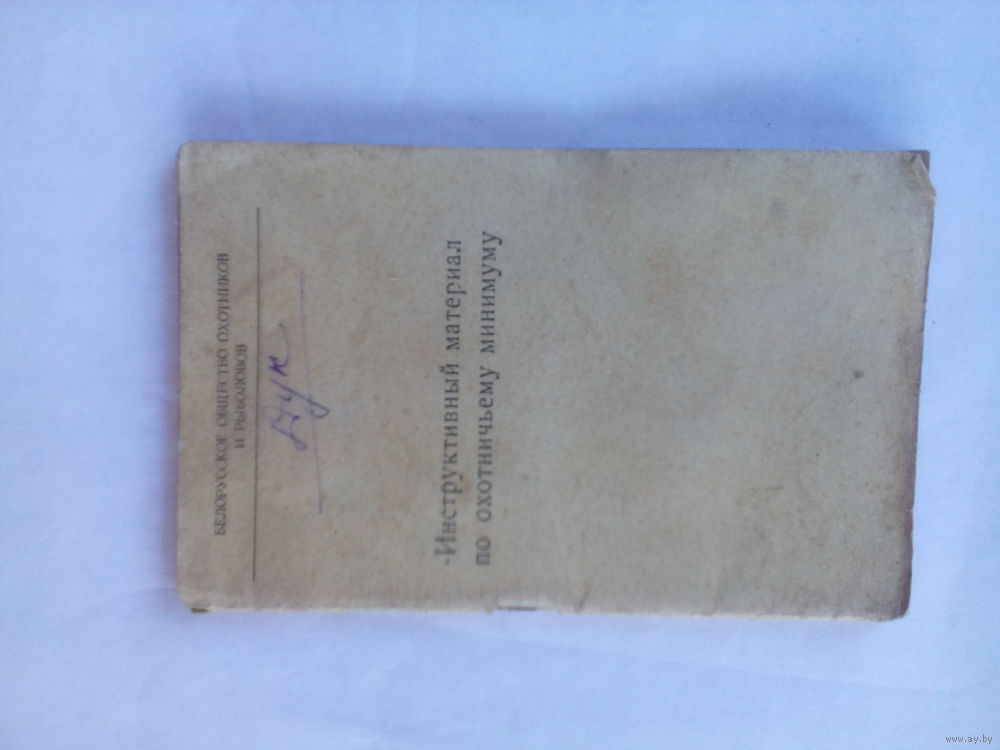 БЕЛОРУССКОЕ ОБЩЕСТВО ОХОТНИКОВ
И РЫБОЛОВОВ
Инструктивный материал
по охотничьему минимуму
www.ay.by